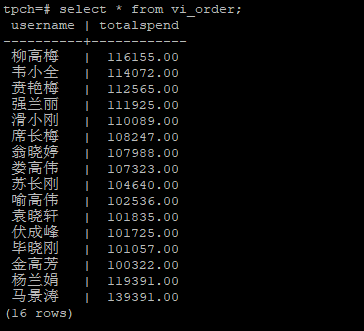 tpch=# select * from vi_order;
 username | totalspend
----------+------------
 柳高梅 | 116155.00
 韦小全 | 114072.00
 贲艳梅 | 112565.00
 强兰丽 | 111925.00
 滑小刚 | 110089.00
 席长梅 | 108247.00
 翁晓婷 | 107988.00
 娄高伟 | 107323.00
 苏长刚 | 104640.00
 喻高伟 | 102536.00
 袁晓轩 | 101835.00
 伏成峰 | 101725.00
 毕晓刚 | 101057.00
 金高芳 | 100322.00
 杨兰娟 | 119391.00
 马景涛 | 139391.00
(16 rows)